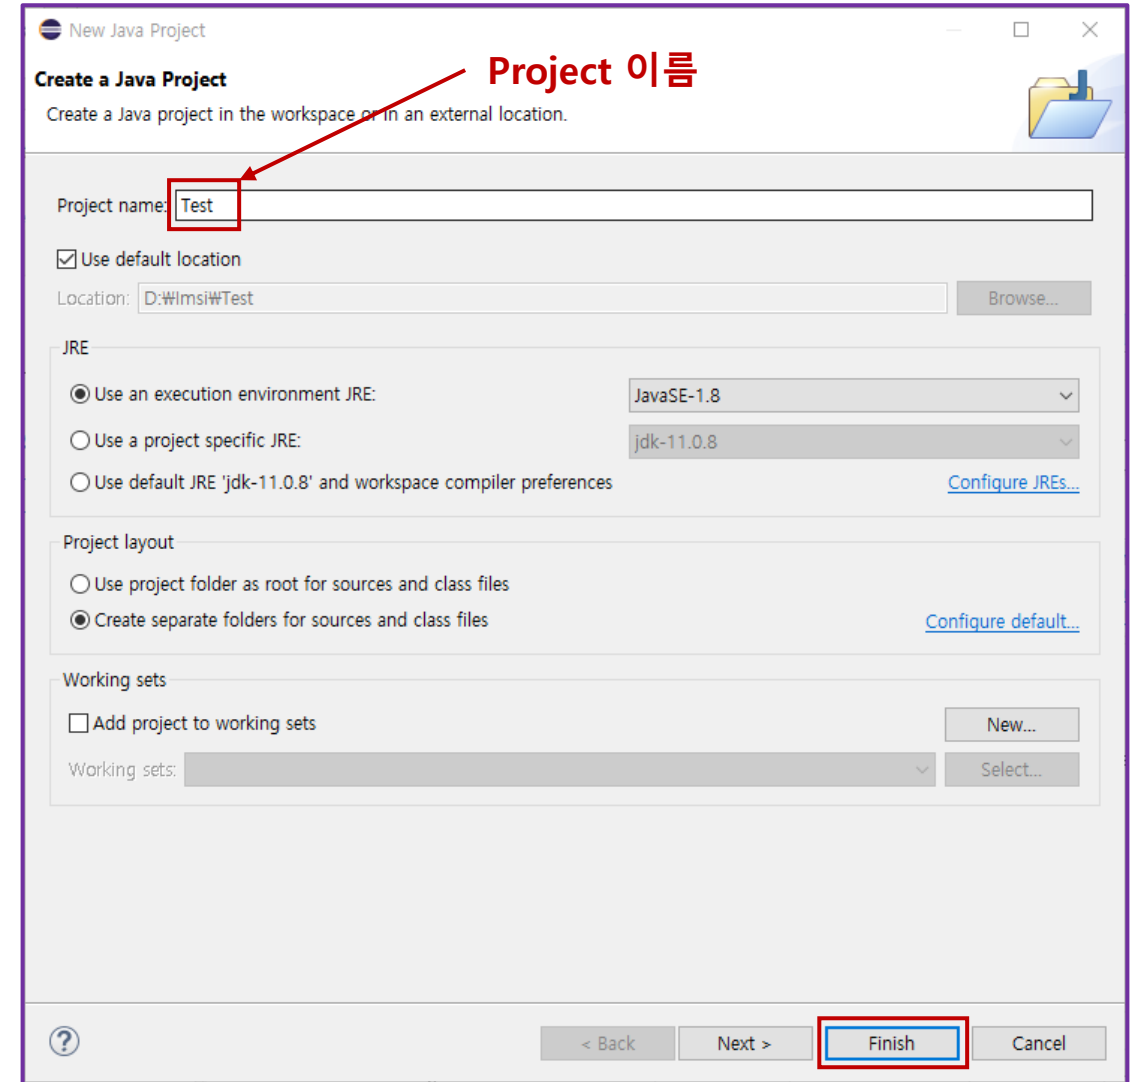 New Java Project
Project 이름
Create a Java Project
Create a Java project in the workspace or in an external location.
Project name: Test
Use default location
Location: D:₩Imsi₩Test Browse...
JRE
Use an execution environment JRE: JavaSE-1.8
Use a project specific JRE: jdk-11.0.8
Use default JRE 'jdk-11.0.8' and workspace compiler preferences Configure JREs...
Project layout
Use project folder as root for sources and class files
Create separate folders for sources and class files Configure default...
Working sets
Add project to working sets New...
Working sets: Select...
? < Back Next > Finish Cancel